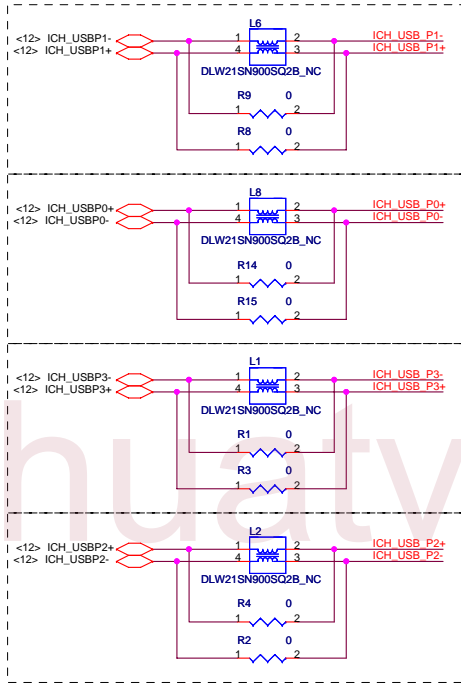 L6
<12> ICH_USBP1- 1 2 ICH_USB_P1-
<12> ICH_USBP1+ 4 3 ICH_USB_P1+
DLW21SN900SQ2B_NC
R9 0
1 2
R8 0
1 2
L8
<12> ICH_USBP0+ 1 2 ICH_USB_P0+
<12> ICH_USBP0- 4 3 ICH_USB_P0-
DLW21SN900SQ2B_NC
R14 0
1 2
R15 0
1 2
L1
<12> ICH_USBP3- 1 2 ICH_USB_P3-
<12> ICH_USBP3+ 4 3 ICH_USB_P3+
DLW21SN900SQ2B_NC
R1 0
1 2
R3 0
1 2
L2
<12> ICH_USBP2+ 1 2 ICH_USB_P2+
<12> ICH_USBP2- 4 3 ICH_USB_P2-
DLW21SN900SQ2B_NC
R4 0
1 2
R2 0
1 2
huatv